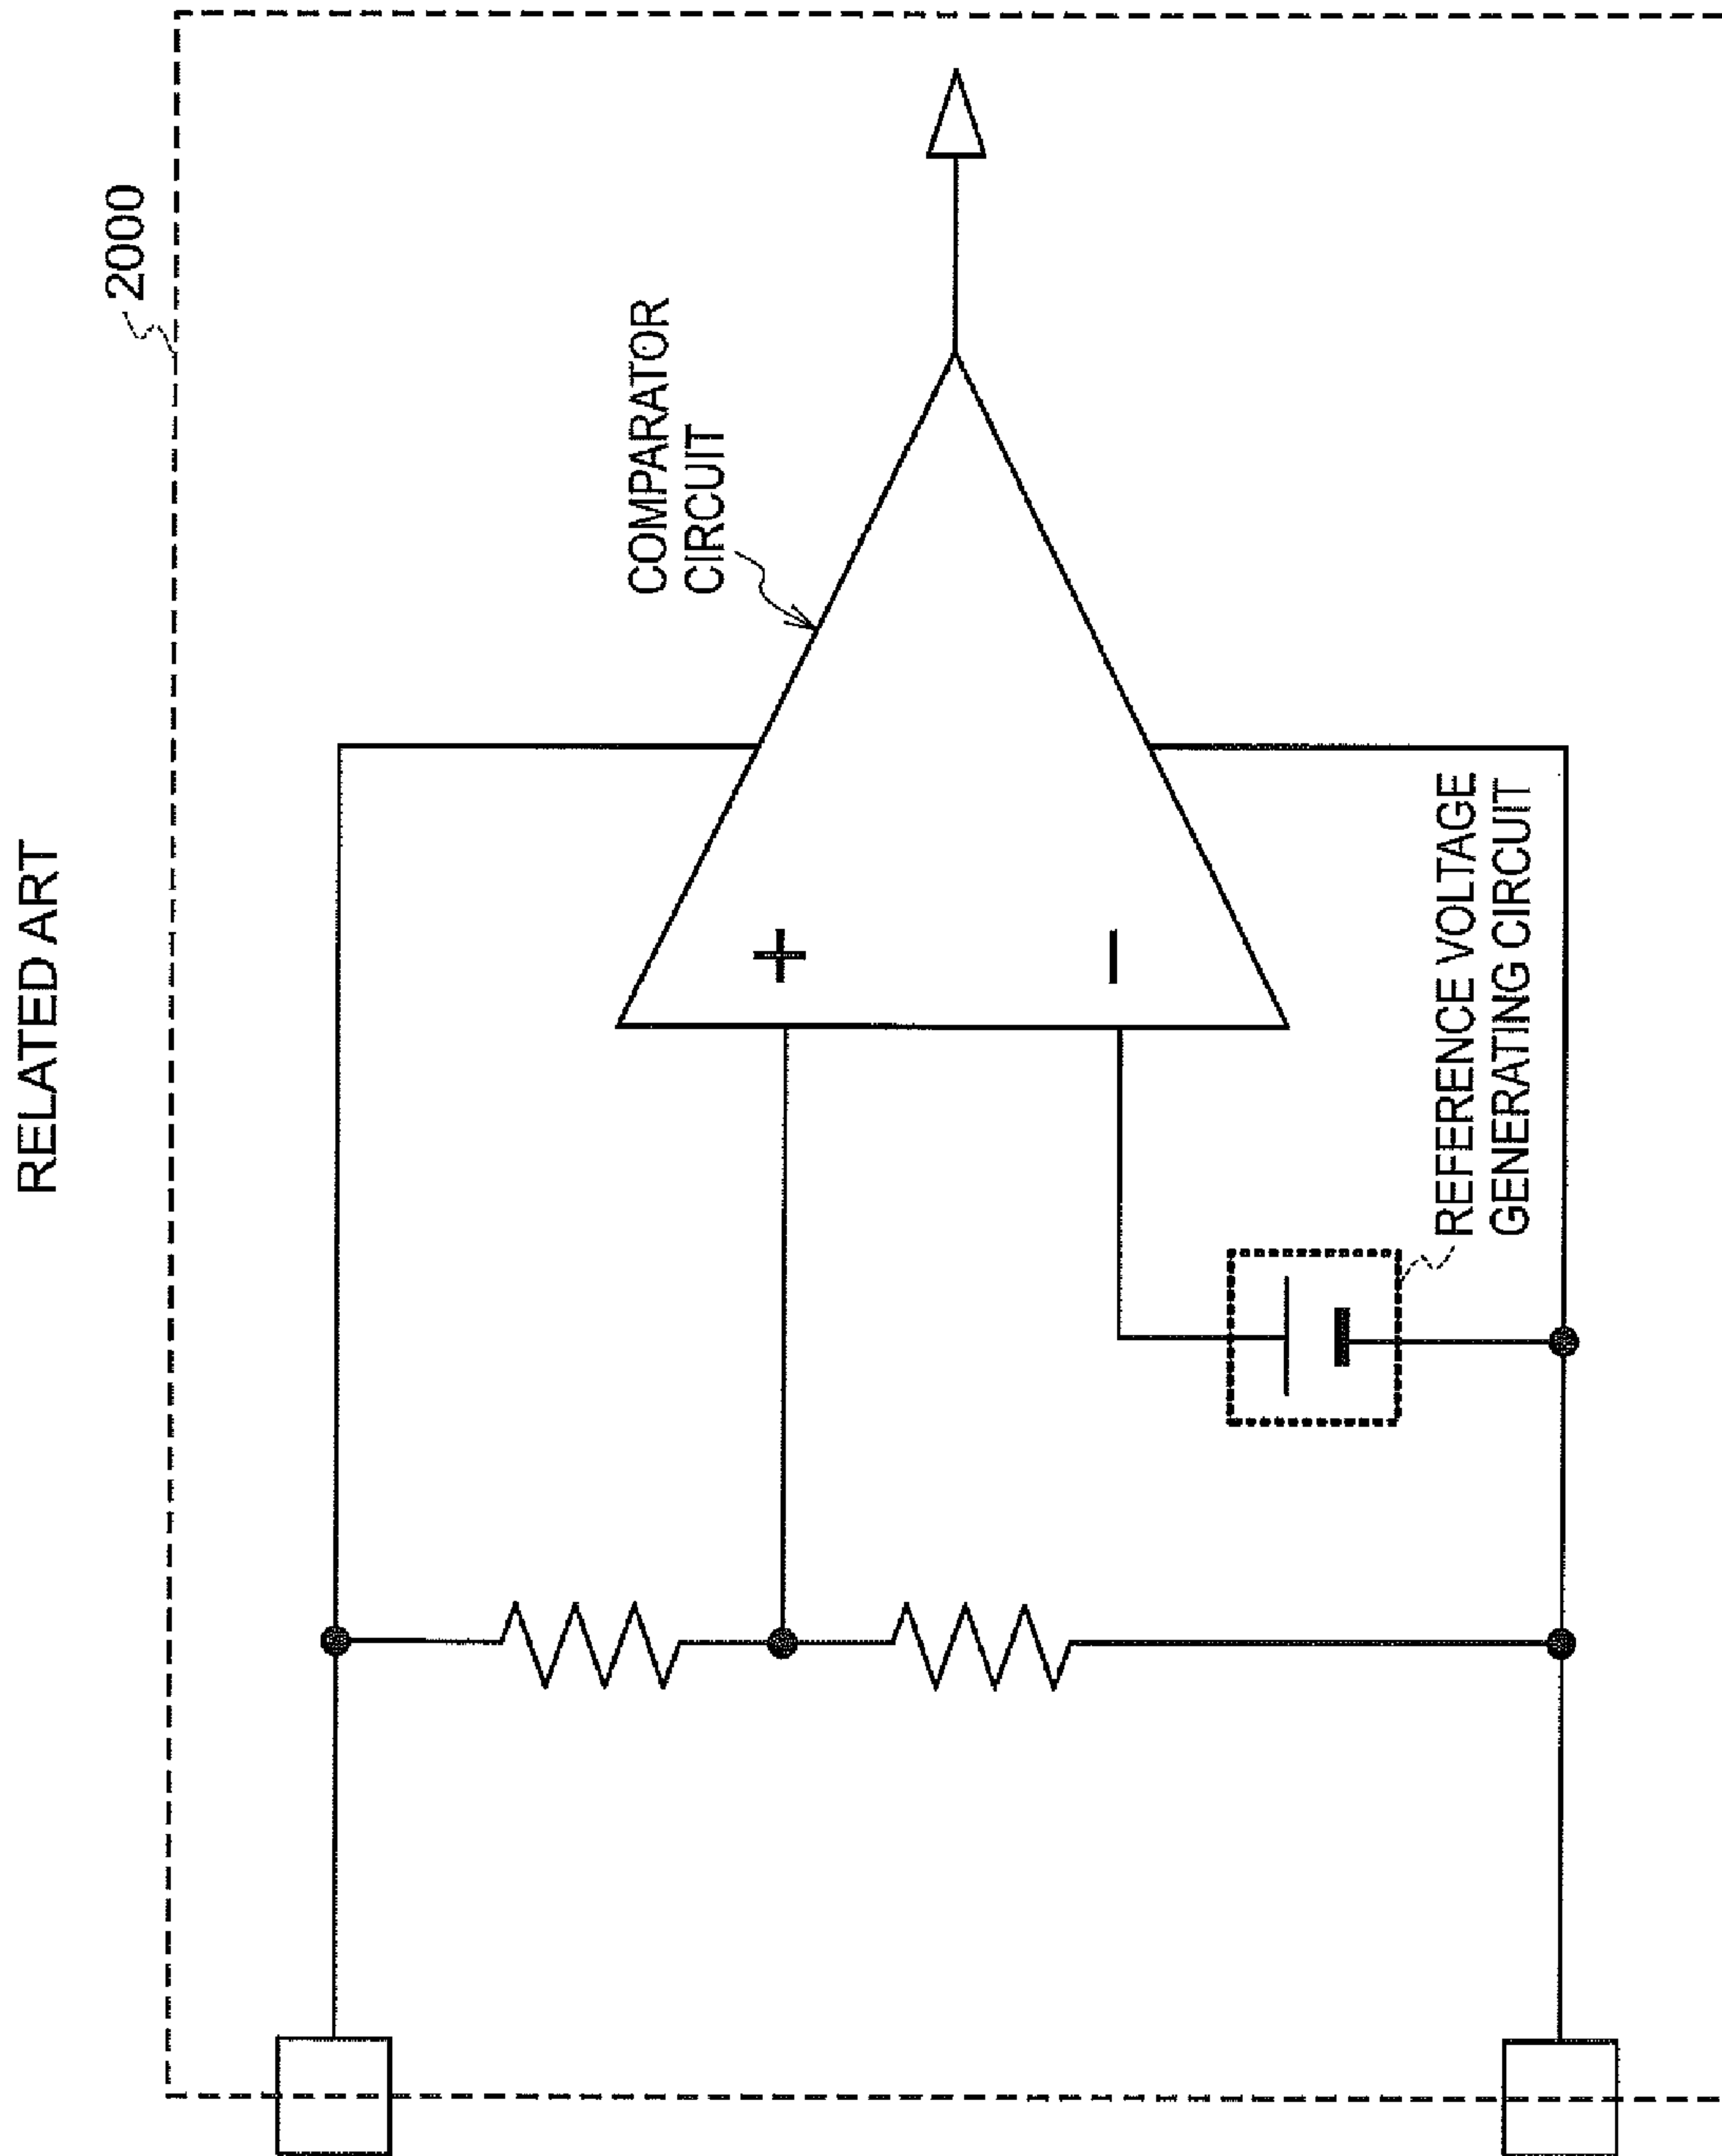 RELATED ART
2000
COMPARATOR
CIRCUIT
+
−
REFERENCE VOLTAGE
GENERATING CIRCUIT